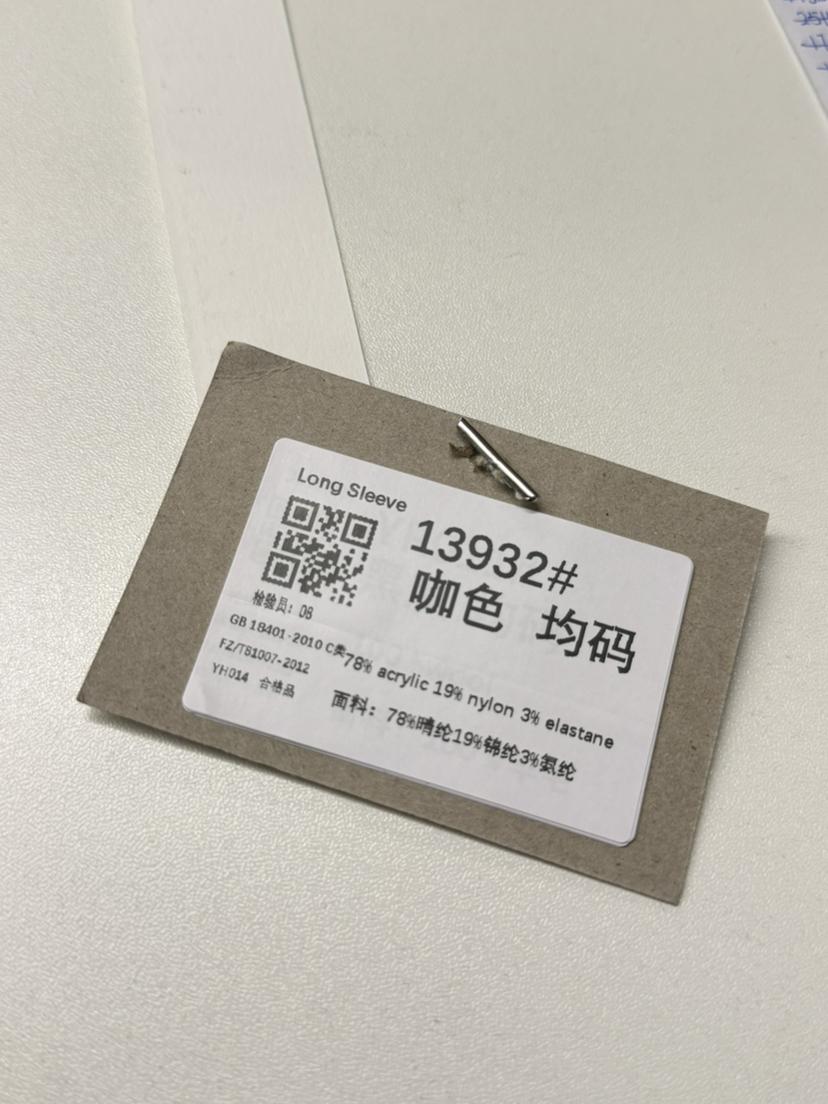 Long Sleeve
13932#
咖色 均码
检验员：08
GB 18401-2010 C类
FZ/T81007-2012
YH014 合格品
78% acrylic 19% nylon 3% elastane
面料：78%晴纶19%锦纶3%氨纶